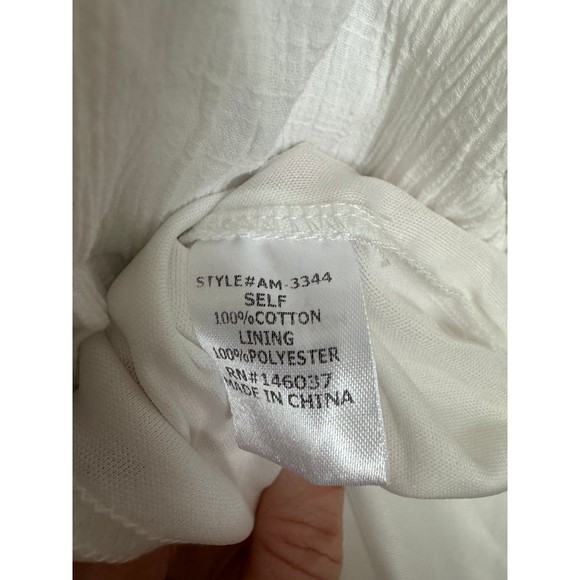 STYLE#AM-3344
SELF
100%COTTON
LINING
100%POLYESTER
RN#146037
MADE IN CHINA